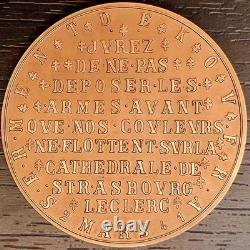 SERMENT DE KOUFRA
JVREZ
DE·NE·PAS
DEPOSER·LES
ARMES·AVANT
QVE·NOS·COVLEVRS
NE·FLOTTENT·SVR·LA
CATHEDRALE·DE
STRASBOVRG
LECLERC
MARS